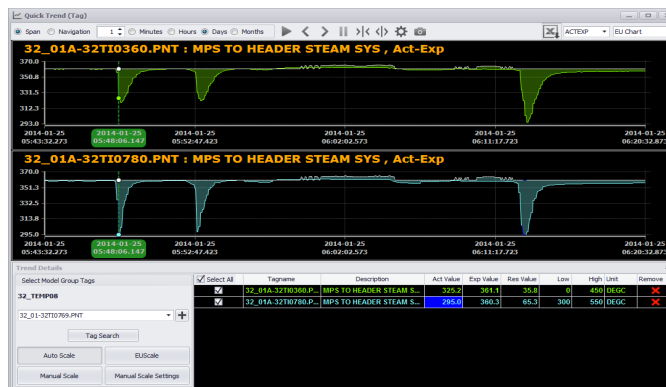 Quick Trend (Tag)
Span Navigation 1 Minutes Hours Days Months ACTEXP EU Chart
32_01A-32TI0360.PNT : MPS TO HEADER STEAM SYS , Act-Exp
370.0
350.8
331.5
312.3
293.0
2014-01-25 2014-01-25 2014-01-25 2014-01-25 2014-01-25 2014-01-25
05:43:32.273 05:48:06.147 05:52:47.423 06:02:02.573 06:11:17.723 06:20:32.873
32_01A-32TI0780.PNT : MPS TO HEADER STEAM SYS , Act-Exp
370.0
351.3
332.5
313.8
295.0
2014-01-25 2014-01-25 2014-01-25 2014-01-25 2014-01-25 2014-01-25
05:43:32.273 05:48:06.147 05:52:47.423 06:02:02.573 06:11:17.723 06:20:32.873
Trend Details
Select Model Group Tags
32_TEMP08
32_01-32TI0769.PNT
Tag Search
Auto Scale EUScale
Manual Scale Manual Scale Settings
Select All Tagname Description Act Value Exp Value Res Value Low High Unit Remove
32_01A-32TI0360.P... MPS TO HEADER STEAM S... 325.2 361.1 35.8 0 450 DEGC
32_01A-32TI0780.P... MPS TO HEADER STEAM S... 295.0 360.3 65.3 300 550 DEGC